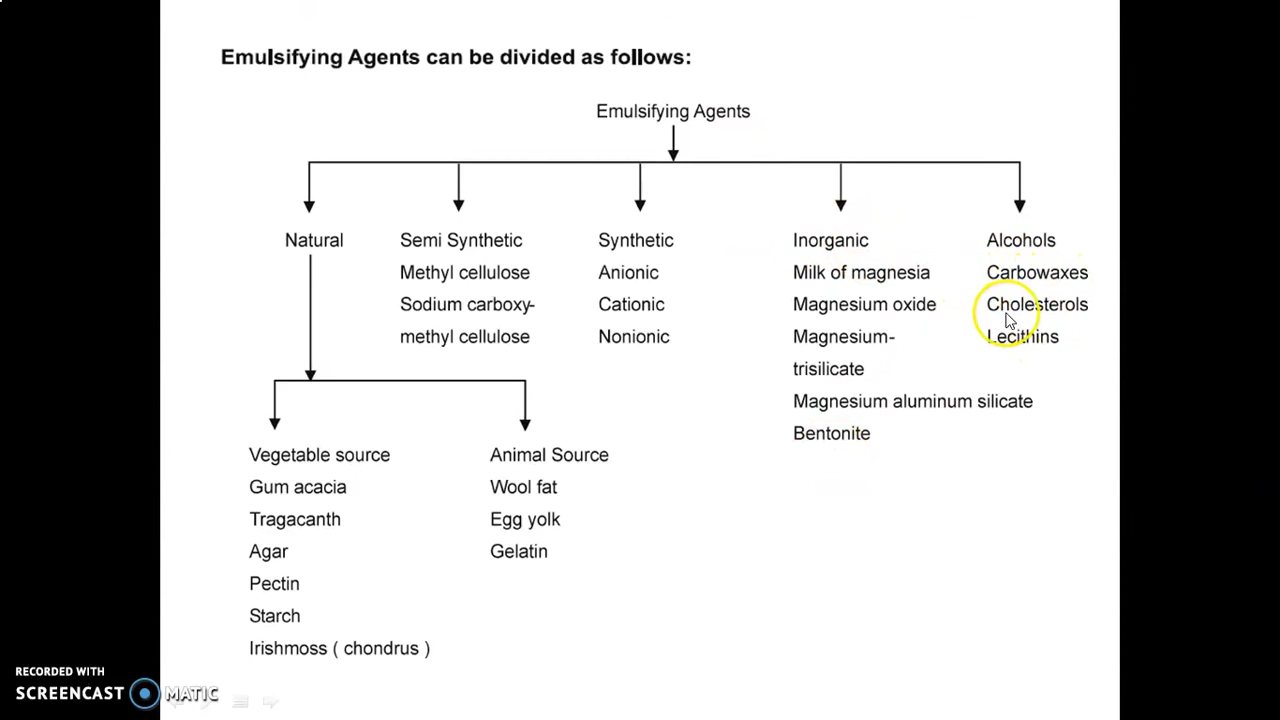 Emulsifying Agents can be divided as follows:
Emulsifying Agents
Natural
Semi Synthetic
Methyl cellulose
Sodium carboxy-
methyl cellulose
Synthetic
Anionic
Cationic
Nonionic
Inorganic
Milk of magnesia
Magnesium oxide
Magnesium-
trisilicate
Magnesium aluminum silicate
Bentonite
Alcohols
Carbowaxes
Cholesterols
Lecithins
Vegetable source
Gum acacia
Tragacanth
Agar
Pectin
Starch
Irishmoss ( chondrus )
Animal Source
Wool fat
Egg yolk
Gelatin
RECORDED WITH
SCREENCAST MATIC